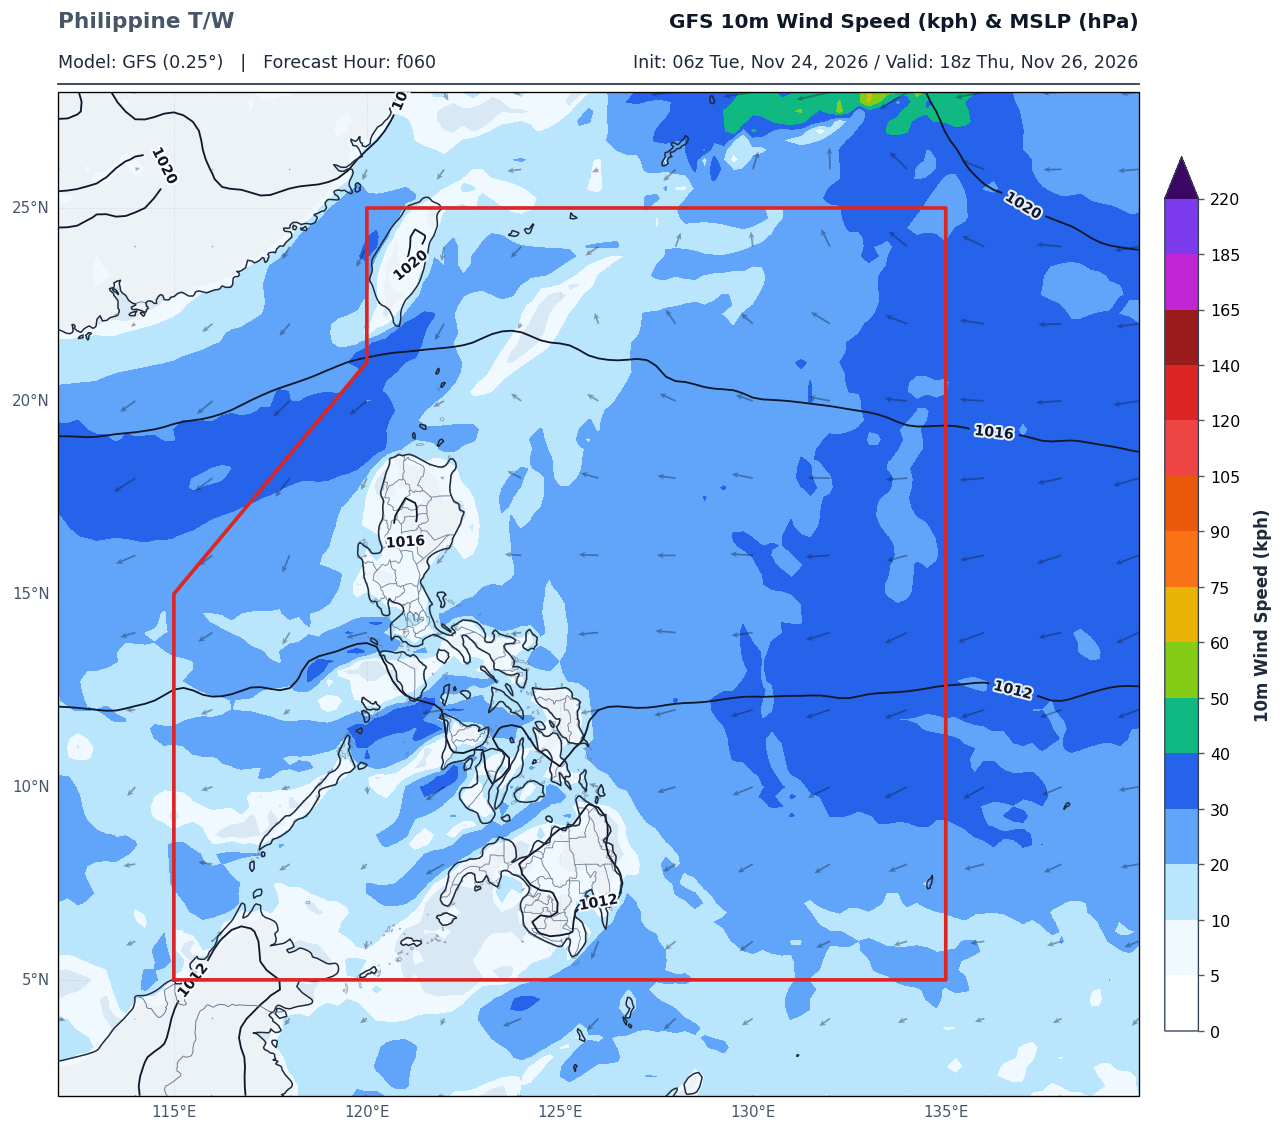 Philippine T/W
GFS 10m Wind Speed (kph) & MSLP (hPa)
Model: GFS (0.25°) | Forecast Hour: f060
Init: 06z Tue, Nov 24, 2026 / Valid: 18z Thu, Nov 26, 2026
10
1020
1020
1020
1016
1016
1012
1012
1012
25°N
20°N
15°N
10°N
5°N
115°E
120°E
125°E
130°E
135°E
220
185
165
140
120
105
90
75
60
50
40
30
20
10
5
0
10m Wind Speed (kph)